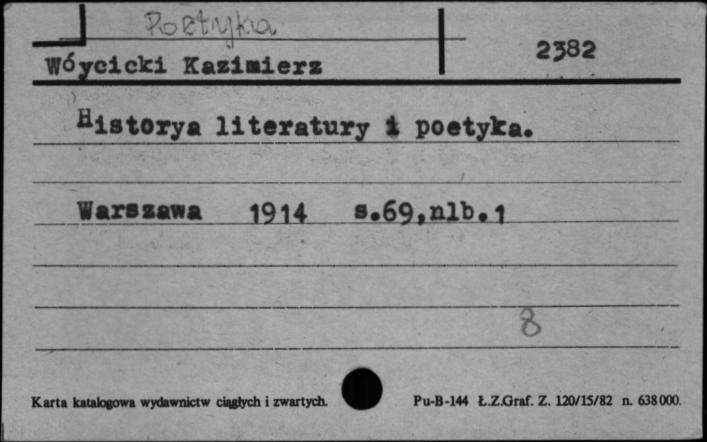 Poetyka
2382
Wóycicki Kazimierz
Historya literatury i poetyka.
Warszawa 1914 s.69,nlb.1
8
Karta katalogowa wydawnictw ciągłych i zwartych. Pu-B-144 Ł.Z.Graf. Z. 120/15/82 n. 638000.